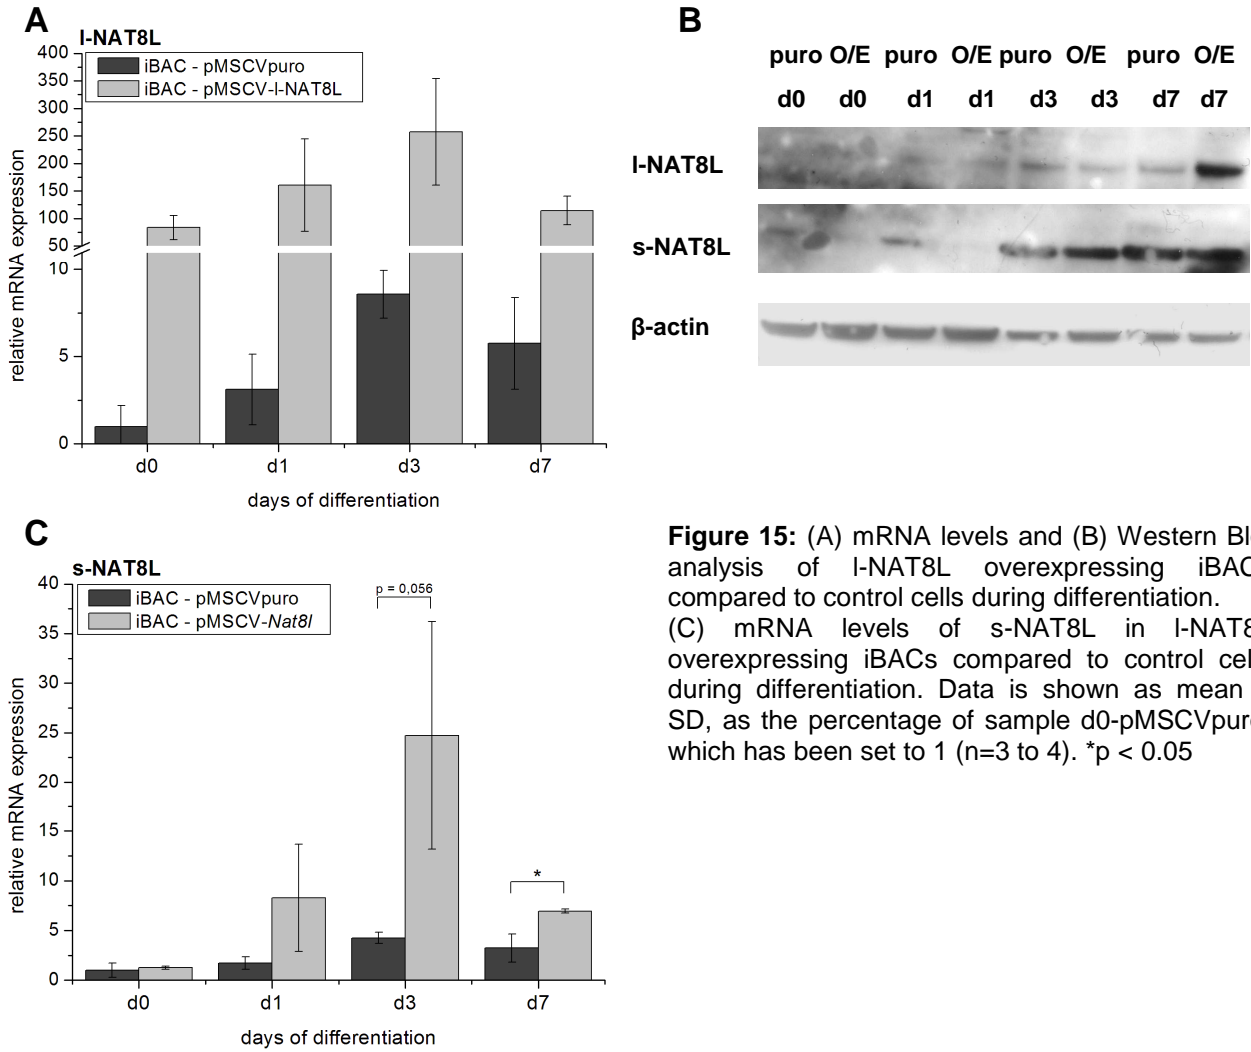 A
l-NAT8L
400
350
300
250
200
150
100
50
10
5
0
relative mRNA expression
iBAC - pMSCVpuro
iBAC - pMSCV-l-NAT8L
d0 d1 d3 d7
days of differentiation
B
puro O/E puro O/E puro O/E puro O/E
d0 d0 d1 d1 d3 d3 d7 d7
l-NAT8L
s-NAT8L
β-actin
C
s-NAT8L
40
35
30
25
20
15
10
5
0
relative mRNA expression
iBAC - pMSCVpuro
iBAC - pMSCV-Nat8l
p = 0,056
*
d0 d1 d3 d7
days of differentiation
Figure 15: (A) mRNA levels and (B) Western Bl
analysis of l-NAT8L overexpressing iBAC
compared to control cells during differentiation.
(C) mRNA levels of s-NAT8L in l-NAT8
overexpressing iBACs compared to control cel
during differentiation. Data is shown as mean
SD, as the percentage of sample d0-pMSCVpuro
which has been set to 1 (n=3 to 4). *p < 0.05